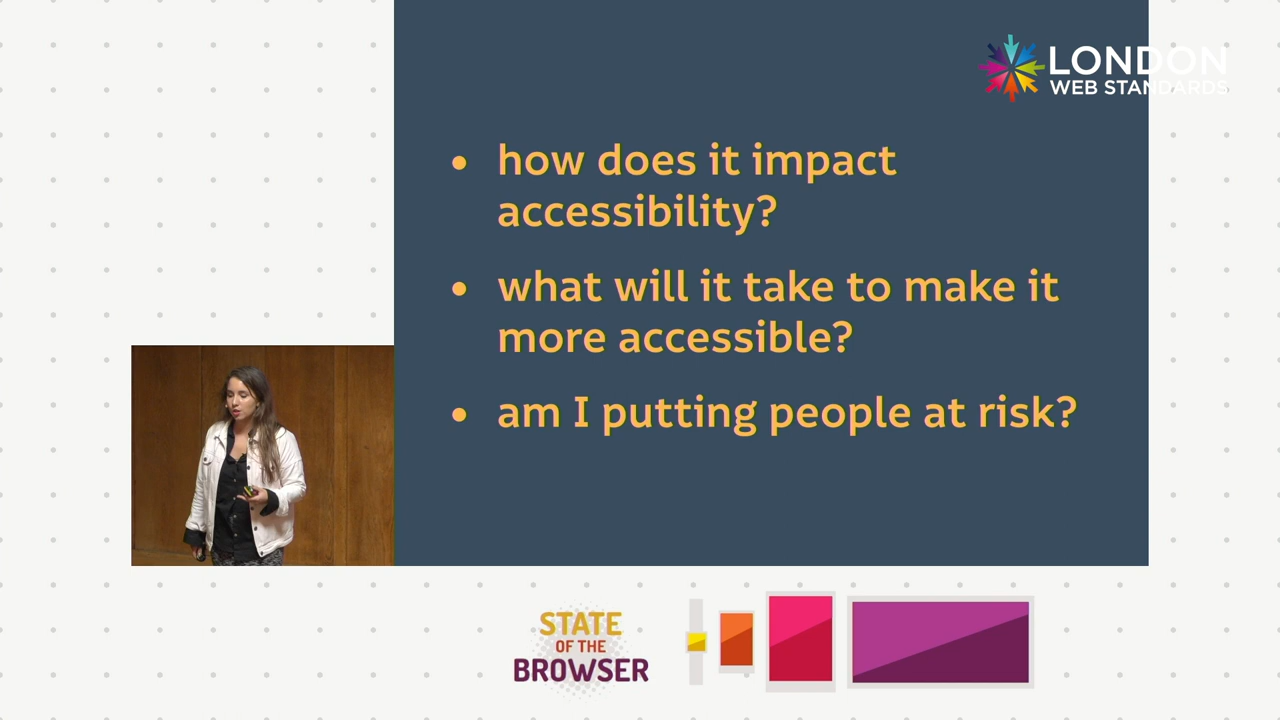 LONDON
WEB STANDARDS
• how does it impact
accessibility?
• what will it take to make it
more accessible?
• am I putting people at risk?
STATE
OF THE
BROWSER